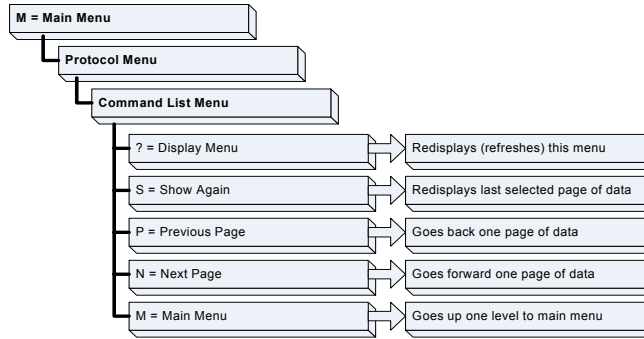 M = Main Menu
Protocol Menu
Command List Menu
? = Display Menu
Redisplays (refreshes) this menu
S = Show Again
Redisplays last selected page of data
P = Previous Page
Goes back one page of data
N = Next Page
Goes forward one page of data
M = Main Menu
Goes up one level to main menu